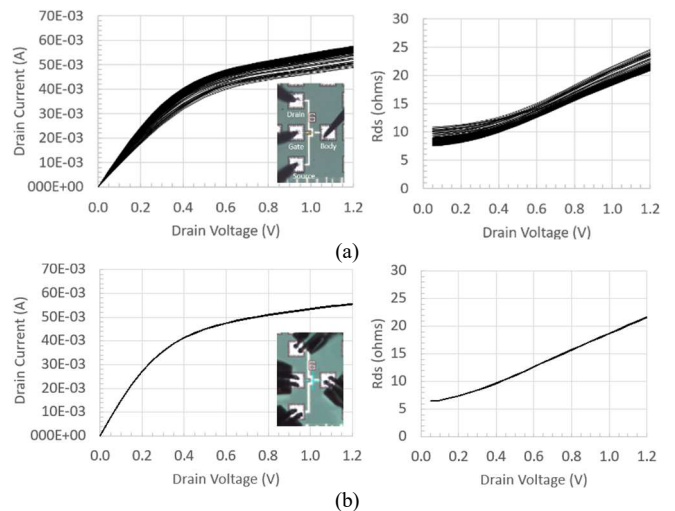 70E-03
60E-03
50E-03
40E-03
30E-03
20E-03
10E-03
000E+00
Drain Current (A)
0.0 0.2 0.4 0.6 0.8 1.0 1.2
Drain Voltage (V)
Drain
Gate
Body
Source
30
25
20
15
10
5
0
Rds (ohms)
0.0 0.2 0.4 0.6 0.8 1.0 1.2
Drain Voltage (V)
(a)
70E-03
60E-03
50E-03
40E-03
30E-03
20E-03
10E-03
000E+00
Drain Current (A)
0.0 0.2 0.4 0.6 0.8 1.0 1.2
Drain Voltage (V)
30
25
20
15
10
5
0
Rds (ohms)
0.0 0.2 0.4 0.6 0.8 1.0 1.2
Drain Voltage (V)
(b)